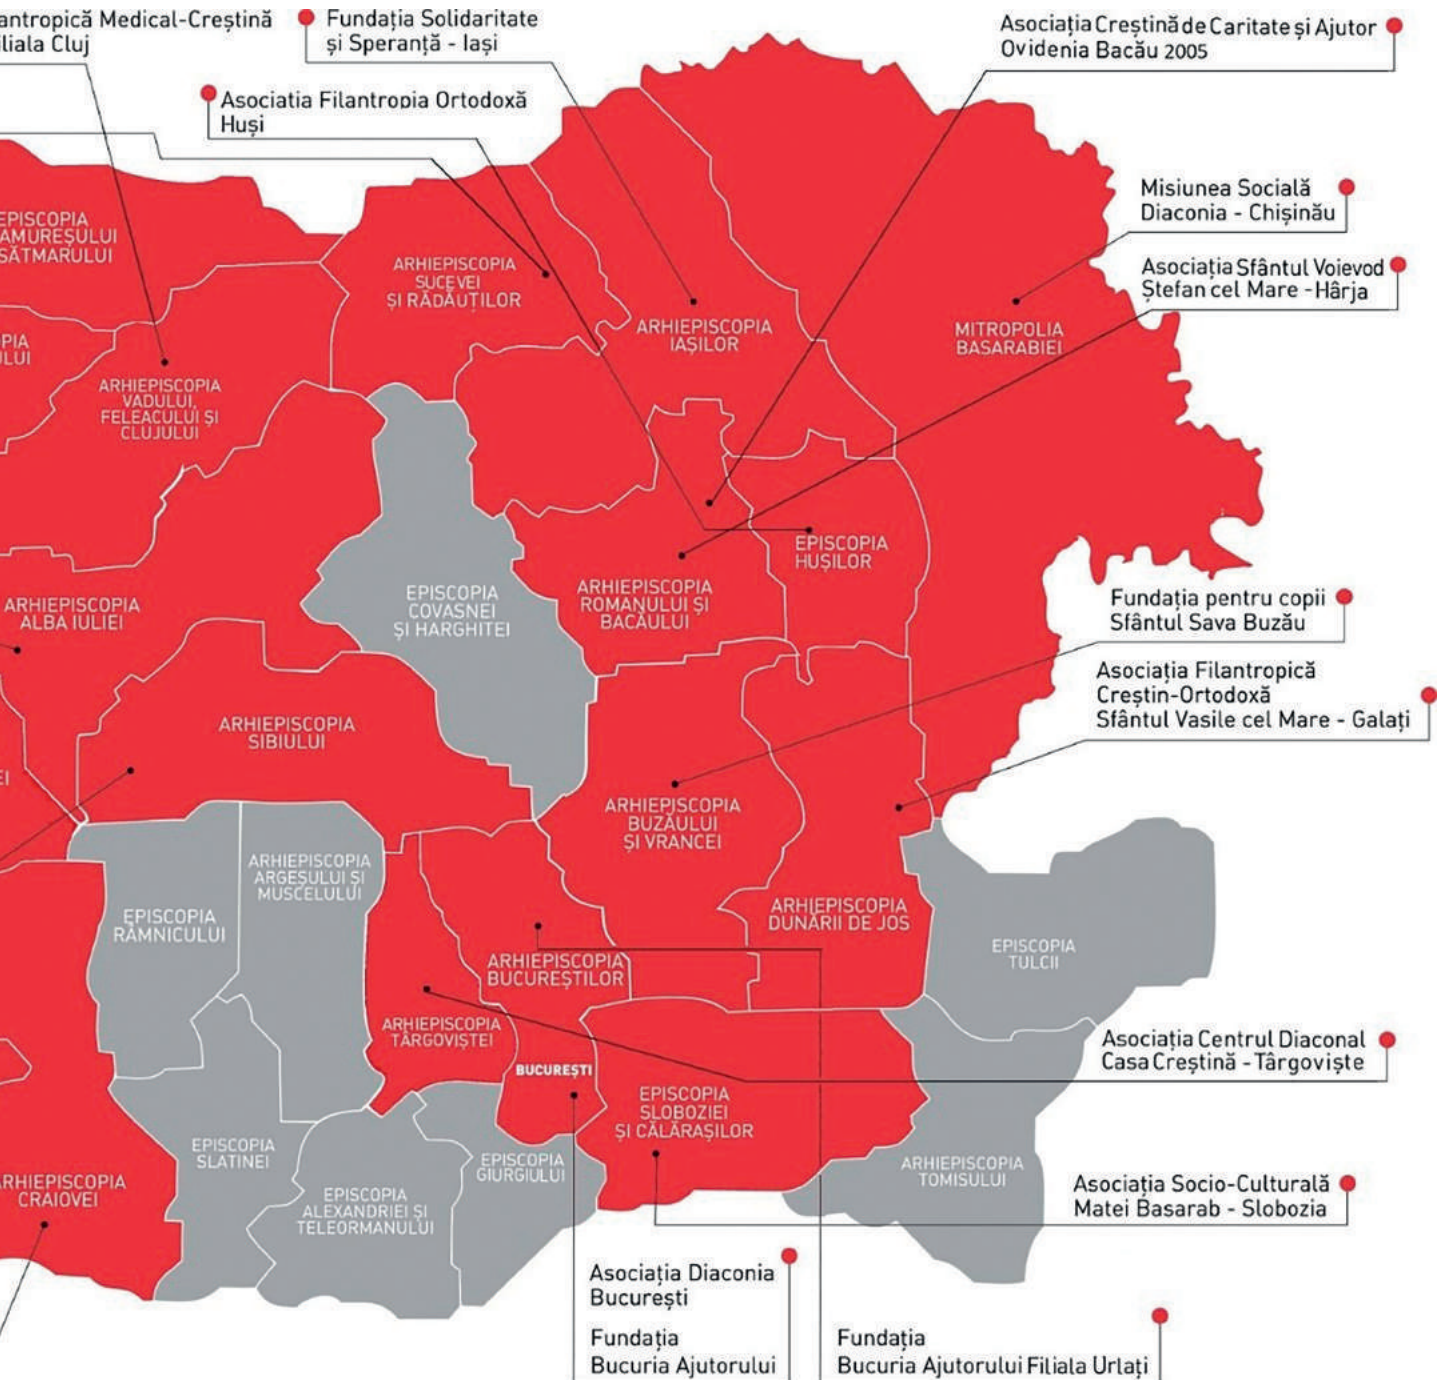 antropică Medical-Creștină
iliala Cluj
Fundația Solidaritate
și Speranță - Iași
Asociatia Filantropia Ortodoxă
Huși
Asociația Creștină de Caritate și Ajutor
Ovidenia Bacău 2005
Misiunea Socială
Diaconia - Chișinău
Asociația Sfântul Voievod
Ștefan cel Mare - Hârja
EPISCOPIA
AMUREȘULUI
SĂTMARULUI
PIA
ULUI
ARHIEPISCOPIA
SUCEVEI
ȘI RĂDĂUȚILOR
ARHIEPISCOPIA
IAȘILOR
MITROPOLIA
BASARABIEI
ARHIEPISCOPIA
VADULUI,
FELEACULUI ȘI
CLUJULUI
EPISCOPIA
HUȘILOR
ARHIEPISCOPIA
ROMANULUI ȘI
BACĂULUI
EPISCOPIA
COVASNEI
ȘI HARGHITEI
ARHIEPISCOPIA
ALBA IULIEI
Fundația pentru copii
Sfântul Sava Buzău
Asociația Filantropică
Creștin-Ortodoxă
Sfântul Vasile cel Mare - Galați
ARHIEPISCOPIA
SIBIULUI
EI
ARHIEPISCOPIA
BUZĂULUI
ȘI VRANCEI
ARHIEPISCOPIA
ARGEȘULUI ȘI
MUSCELULUI
EPISCOPIA
RÂMNICULUI
ARHIEPISCOPIA
DUNĂRII DE JOS
EPISCOPIA
TULCII
ARHIEPISCOPIA
BUCUREȘTILOR
ARHIEPISCOPIA
TÂRGOVIȘTEI
BUCUREȘTI
Asociația Centrul Diaconal
Casa Creștină - Târgoviște
EPISCOPIA
SLOBOZIEI
ȘI CĂLĂRAȘILOR
EPISCOPIA
SLATINEI
EPISCOPIA
GIURGIULUI
ARHIEPISCOPIA
TOMISULUI
RHIEPISCOPIA
CRAIOVEI
EPISCOPIA
ALEXANDRIEI ȘI
TELEORMANULUI
Asociația Socio-Culturală
Matei Basarab - Slobozia
Asociația Diaconia
București
Fundația
Bucuria Ajutorului
Fundația
Bucuria Ajutorului Filiala Urlați